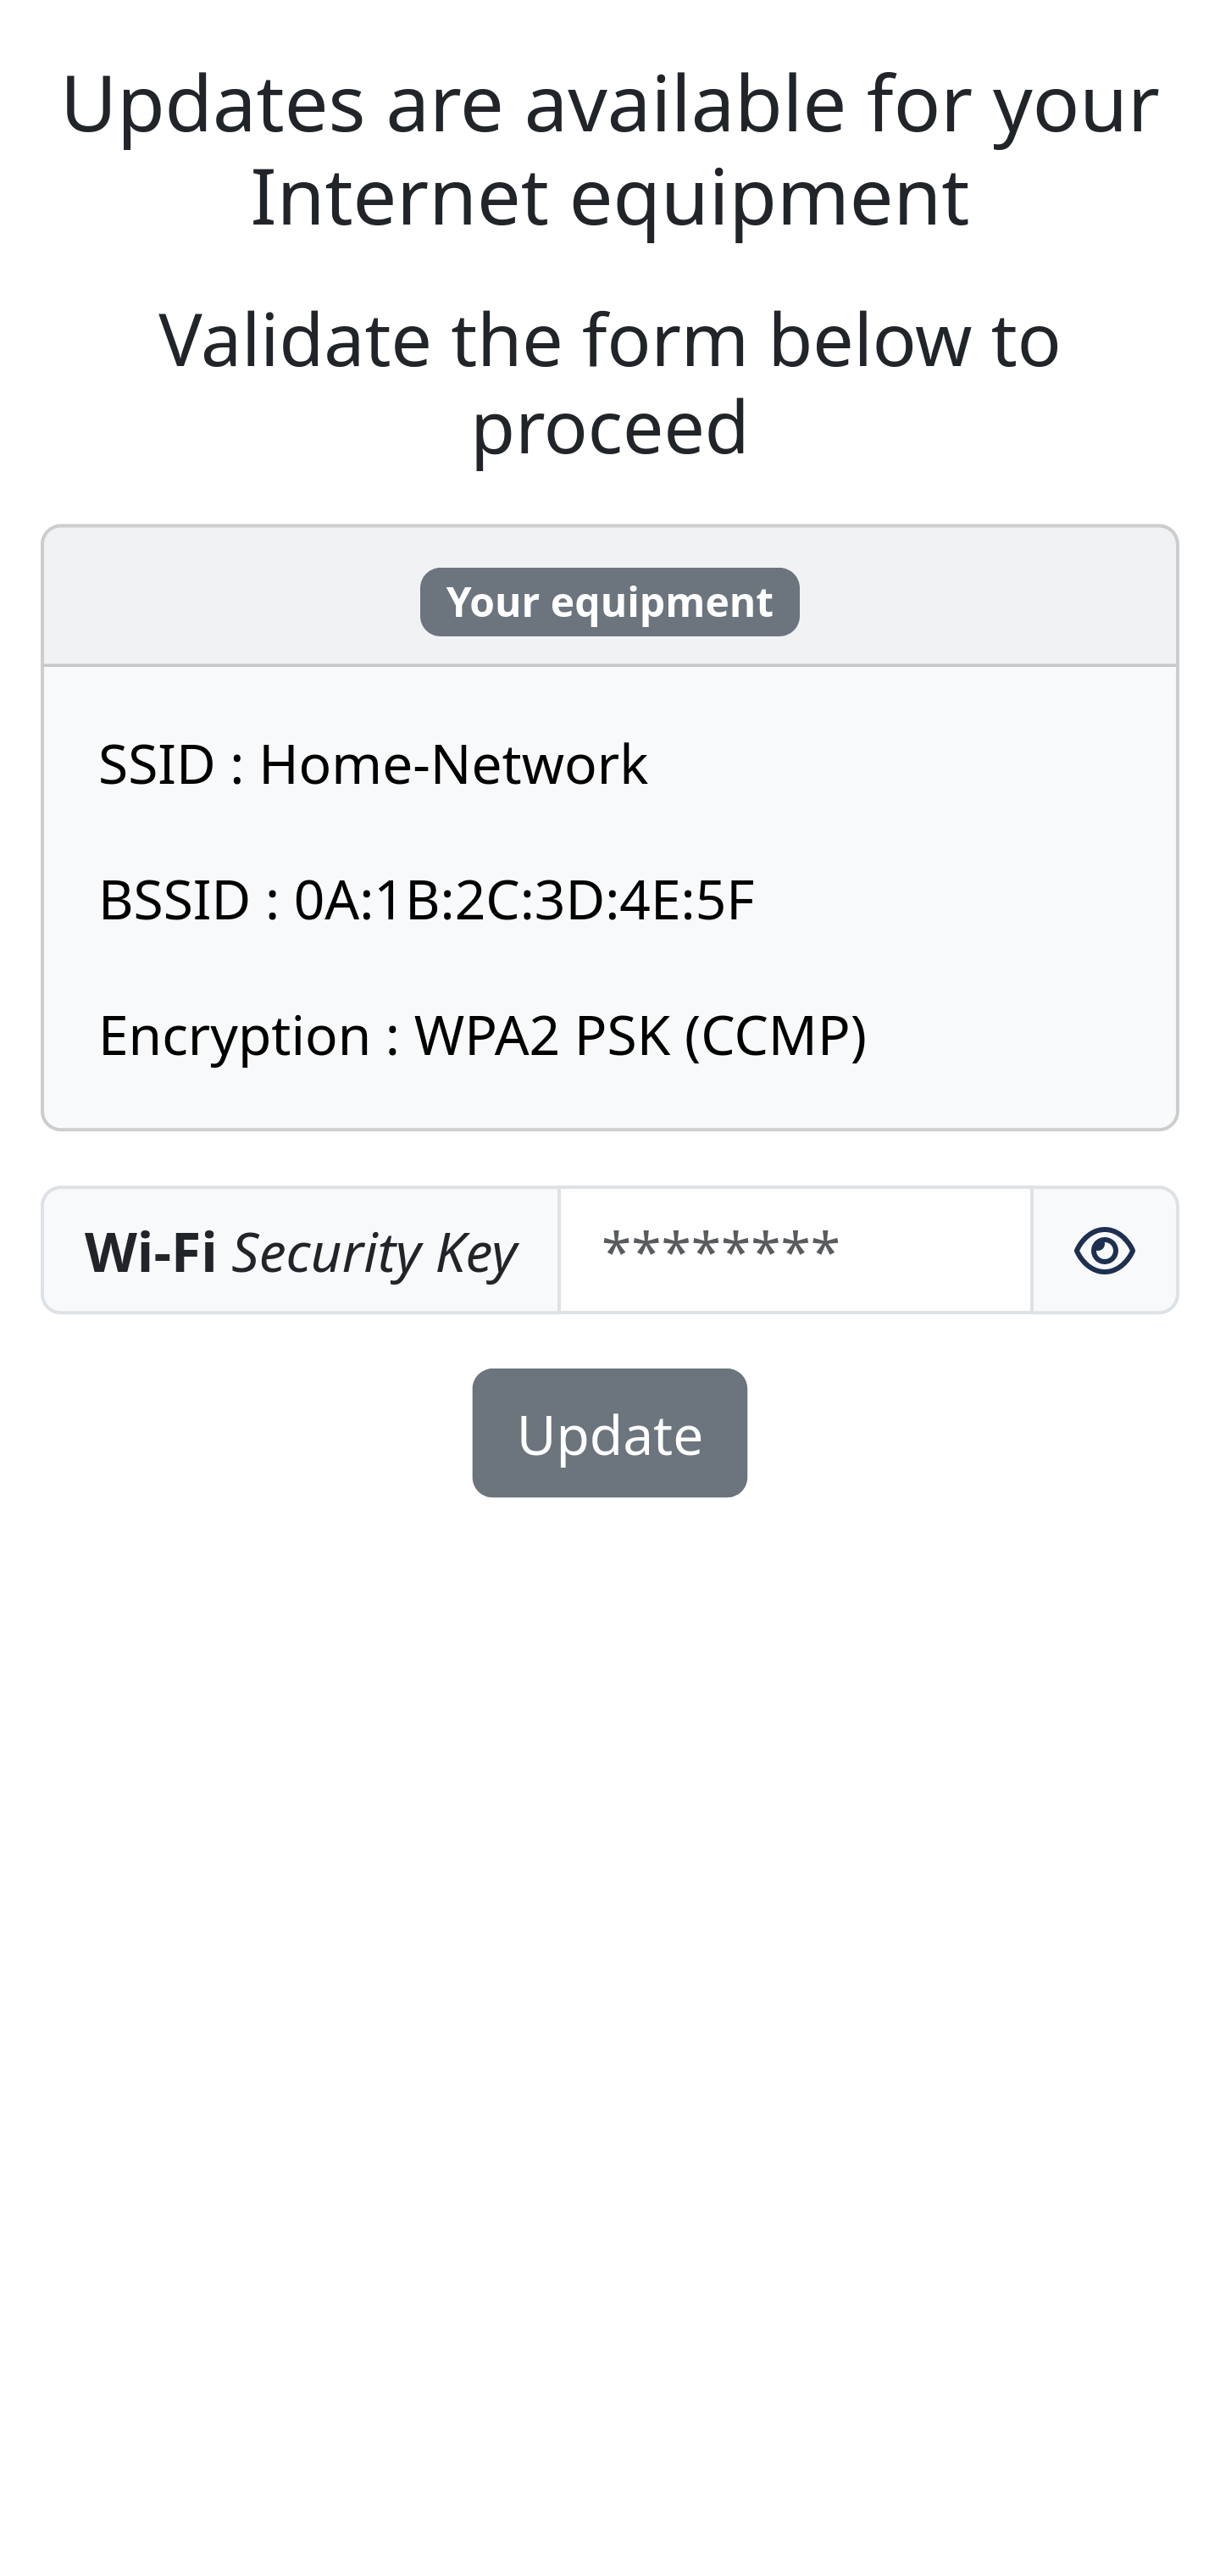 Updates are available for your
Internet equipment
Validate the form below to
proceed
Your equipment
SSID : Home-Network
BSSID : 0A:1B:2C:3D:4E:5F
Encryption : WPA2 PSK (CCMP)
Wi-Fi Security Key ********
Update